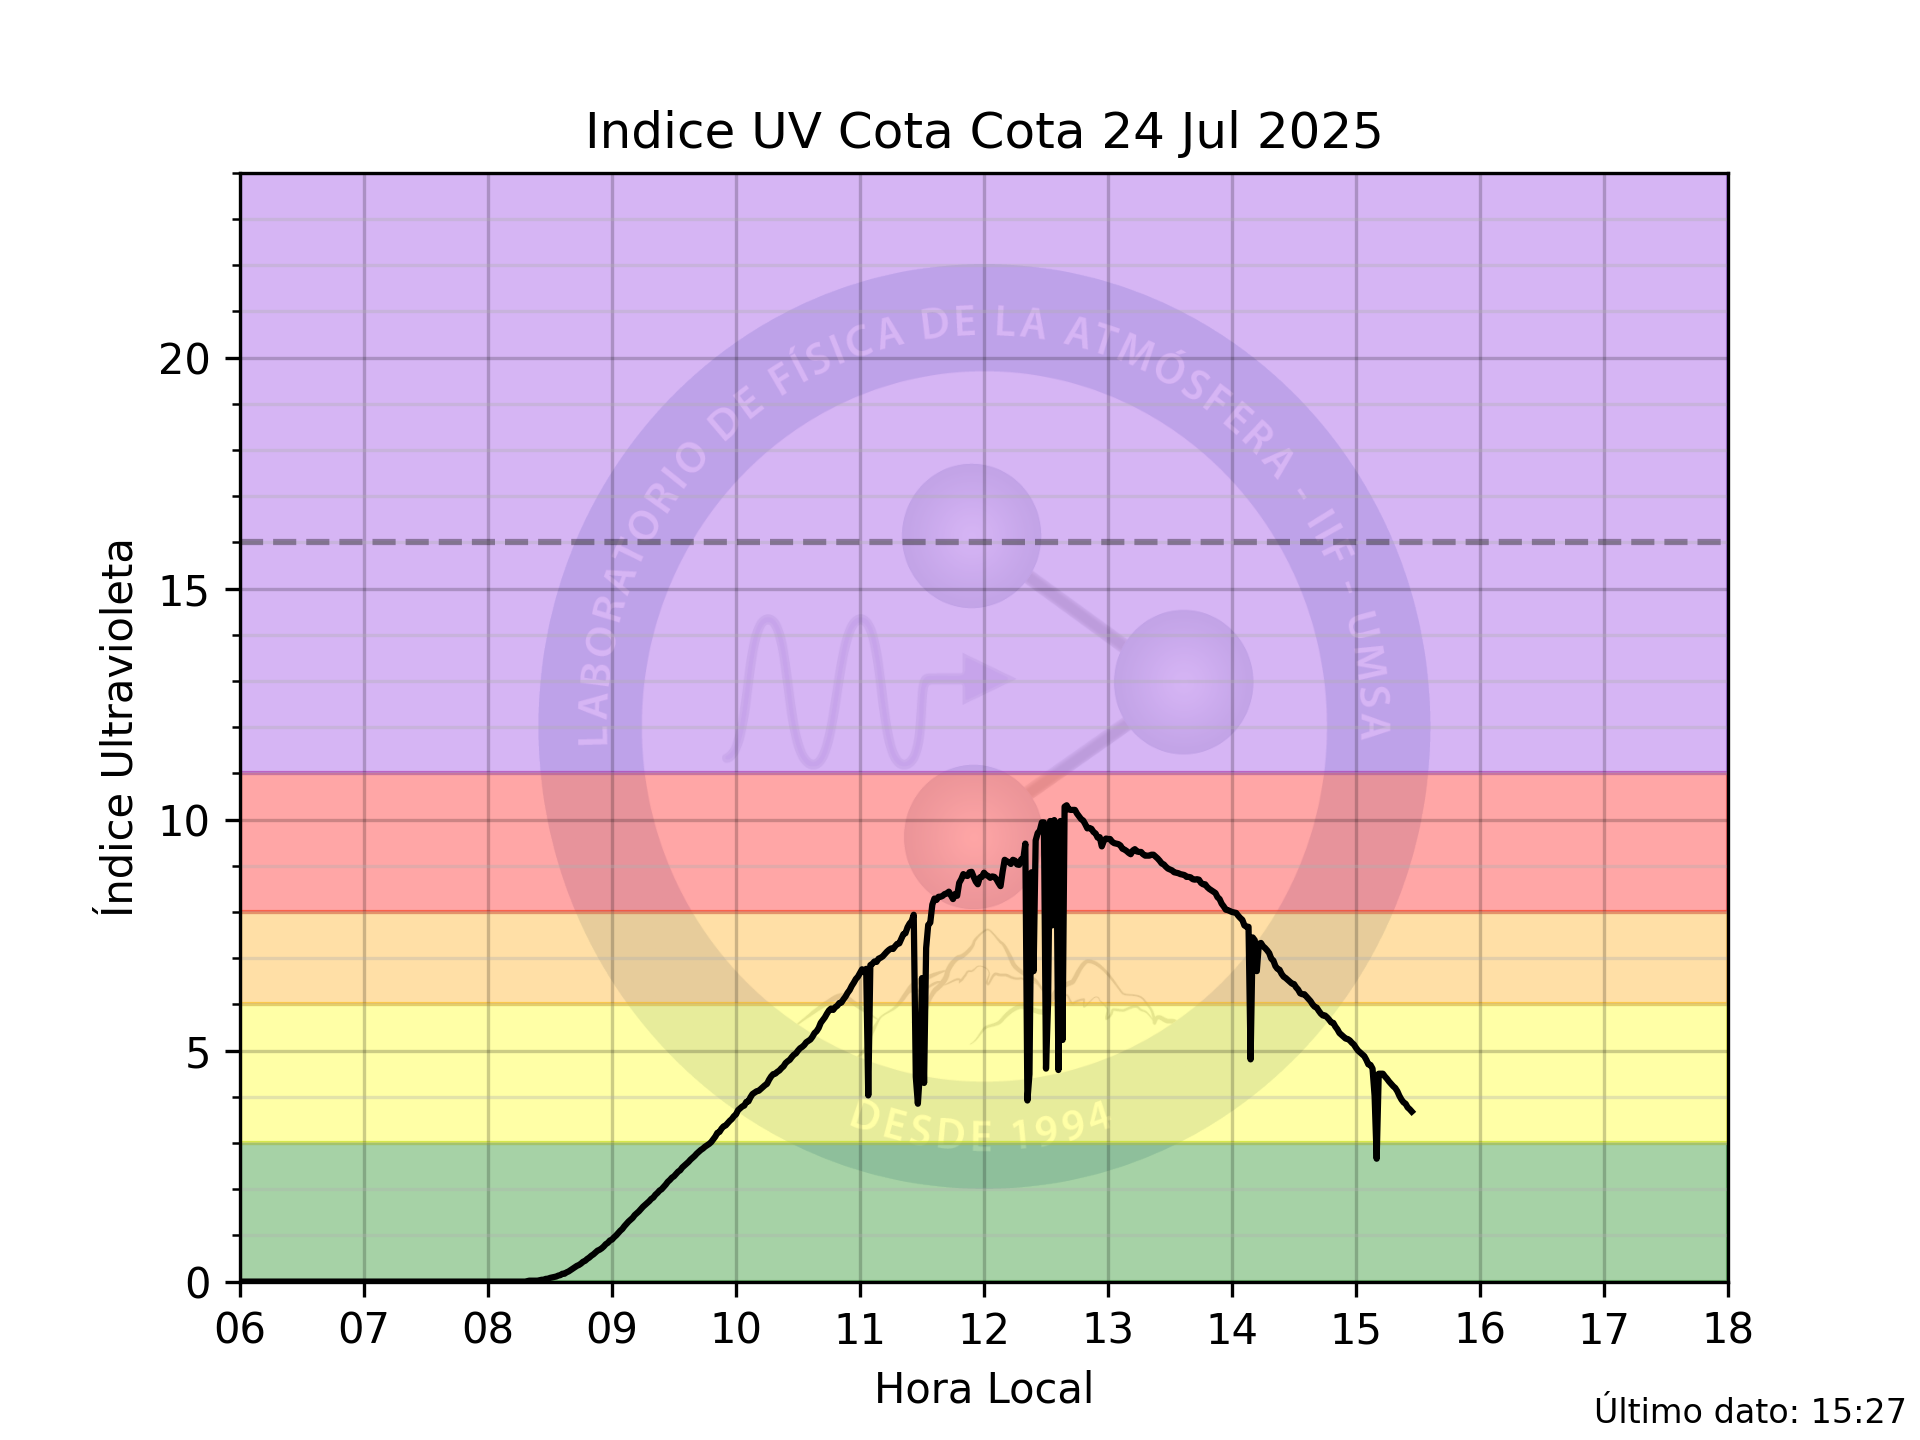 Indice UV Cota Cota 24 Jul 2025
LABORATORIO DE FÍSICA DE LA ATMÓSFERA - IIF - UMSA
DESDE 1994
Índice Ultravioleta
20
15
10
5
0
06 07 08 09 10 11 12 13 14 15 16 17 18
Hora Local
Último dato: 15:27